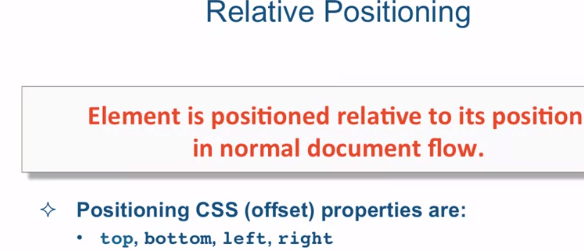 Relative Positioning
Element is positioned relative to its position
in normal document flow.
✧ Positioning CSS (offset) properties are:
• top, bottom, left, right